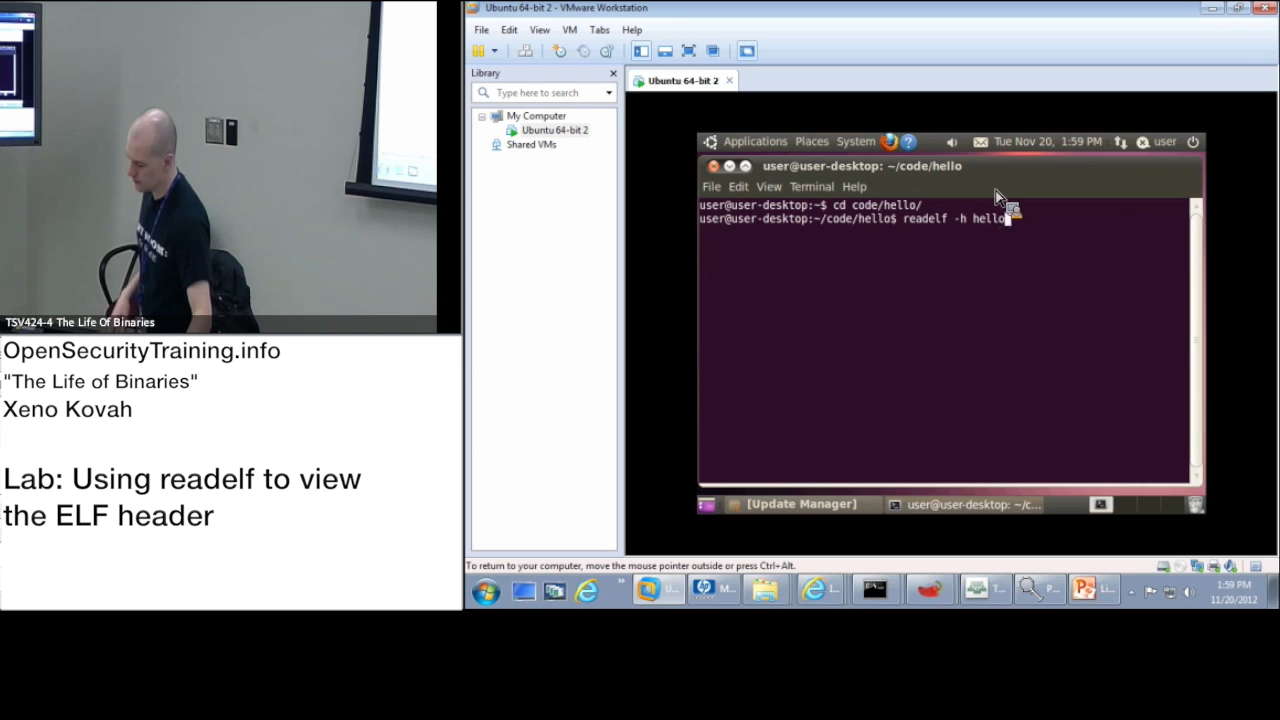 TSV424-4 The Life Of Binaries
OpenSecurityTraining.info
"The Life of Binaries"
Xeno Kovah
Lab: Using readelf to view
the ELF header
Ubuntu 64-bit 2 - VMware Workstation
File Edit View VM Tabs Help
Library
Type here to search
My Computer
Ubuntu 64-bit 2
Shared VMs
Ubuntu 64-bit 2
Applications Places System
Tue Nov 20, 1:59 PM
user
user@user-desktop: ~/code/hello
File Edit View Terminal Help
user@user-desktop:~$ cd code/hello/
user@user-desktop:~/code/hello$ readelf -h hello
[Update Manager]
user@user-desktop: ~/c...
To return to your computer, move the mouse pointer outside or press Ctrl+Alt.
U... M... I... T... P... Li...
1:59 PM
11/20/2012